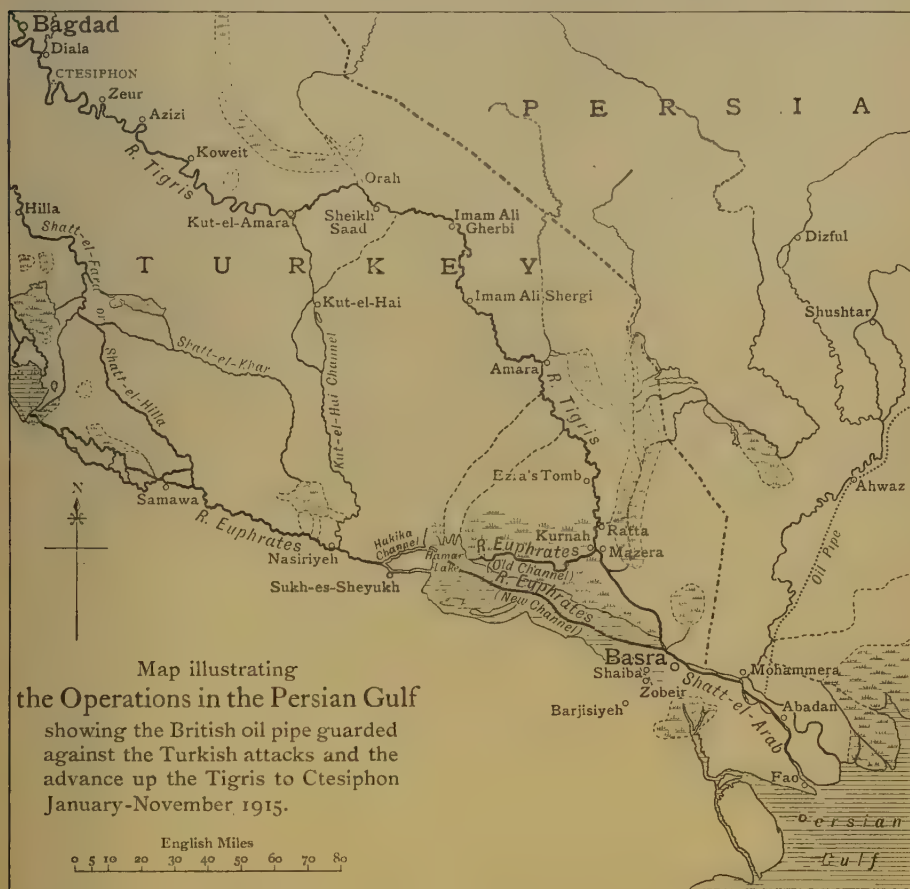 Bagdad
Diala
CTESIPHON
Zeur
Azizi
R. Tigris
Koweit
PERSIA
Orah
Hilla
Kut-el-Amara
Sheikh
Saad
Imam Ali
Gherbi
Dizful
Shatt-el-Fara or
TURKEY
Kut-el-Hai
Imam Ali Shergi
Shushtar
Shatt-el-Khar
Shatt-el-Hilla
Kut-el-Hai Channel
Amara
R. Tigris
Samawa
Ezra's Tomb
Ahwaz
N
R. Euphrates
Nasiriyeh
Hakika
Channel
Hamar
Lake
Kurnah
Ratta
R. Euphrates
Mazera
(Old Channel)
Oil Pipe
Sukh-es-Sheyukh
R. Euphrates
(New Channel)
Basra
Shaiba
Zobeir
Mohammera
Barjisiyeh
Shatt-el-Arab
Abadan
Fao
Persian
Gulf
Map illustrating
the Operations in the Persian Gulf
showing the British oil pipe guarded
against the Turkish attacks and the
advance up the Tigris to Ctesiphon
January-November 1915.
English Miles
0 5 10 20 30 40 50 60 70 80